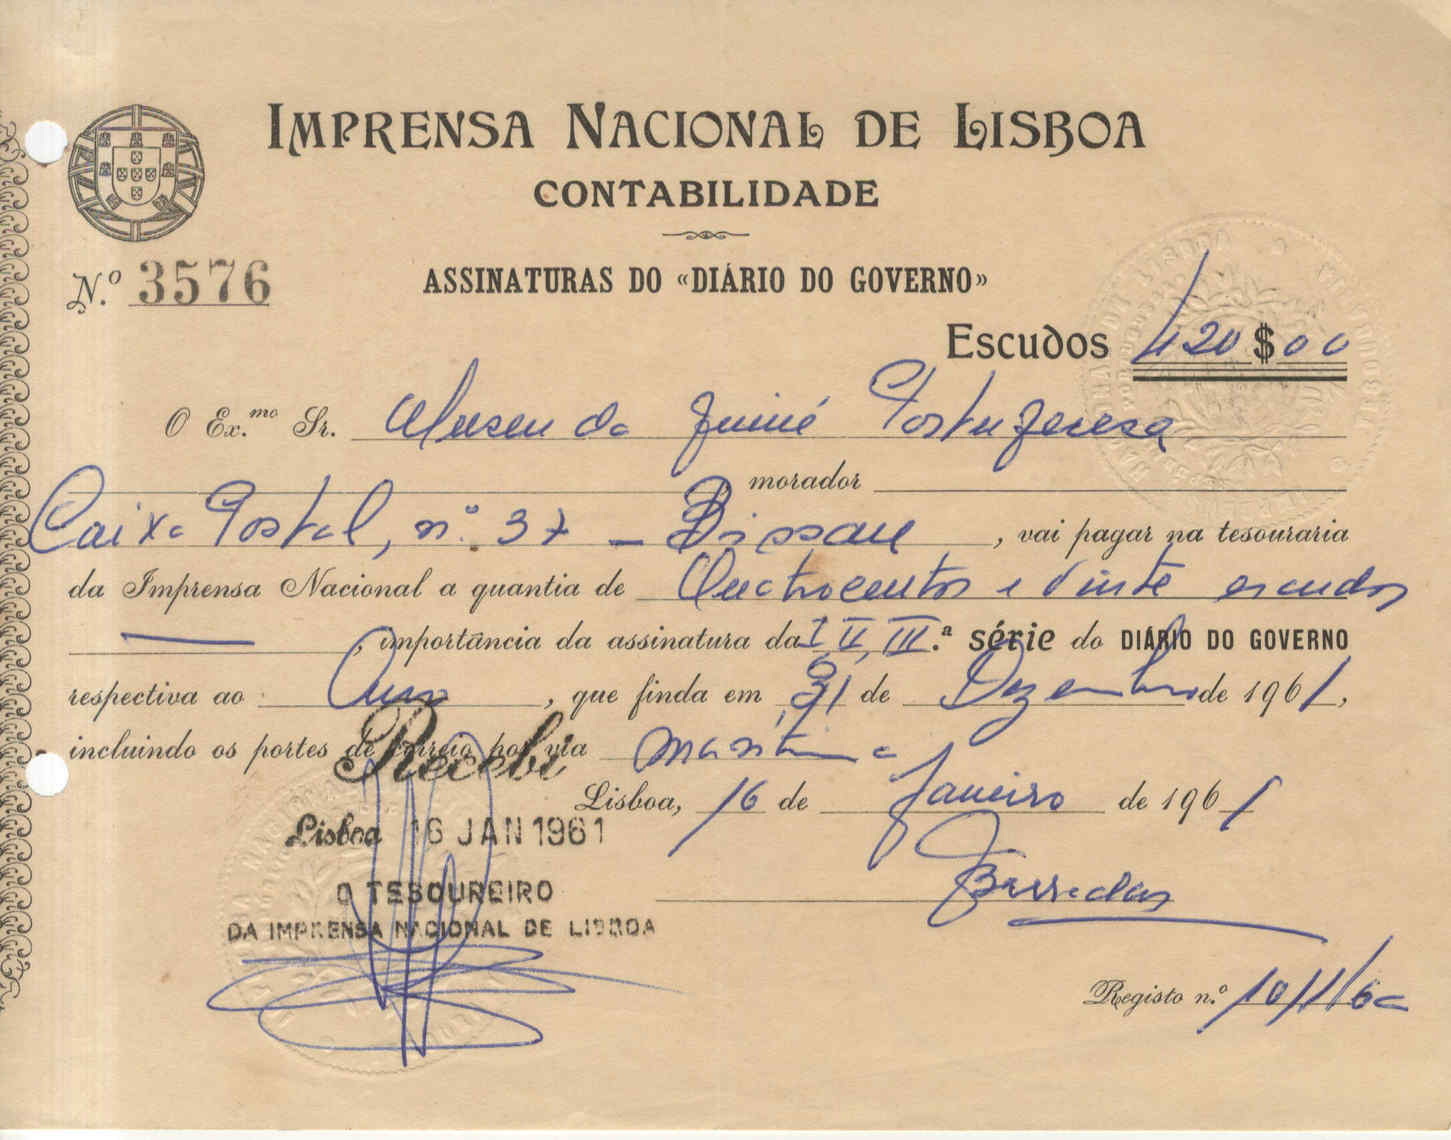 IMPRENSA NACIONAL DE LISBOA
CONTABILIDADE
N.º 3576
ASSINATURAS DO «DIÁRIO DO GOVERNO»
Escudos 420$00
O Ex.mo Sr. Museu da Guiné Portuguesa
morador
Caixa Postal, nº 37 – Bissau, vai pagar na tesouraria
da Imprensa Nacional a quantia de Quatrocentos e vinte escudos
—, importância da assinatura da I, II, III.ª série do DIÁRIO DO GOVERNO
respectiva ao Ano, que finda em 31 de Dezembro de 1961,
incluindo os portes de correio por via maritima
Recebi
Lisboa, 16 de Janeiro de 1961
Lisboa 16 JAN 1961
O TESOUREIRO
DA IMPRENSA NACIONAL DE LISBOA
Registo n.º